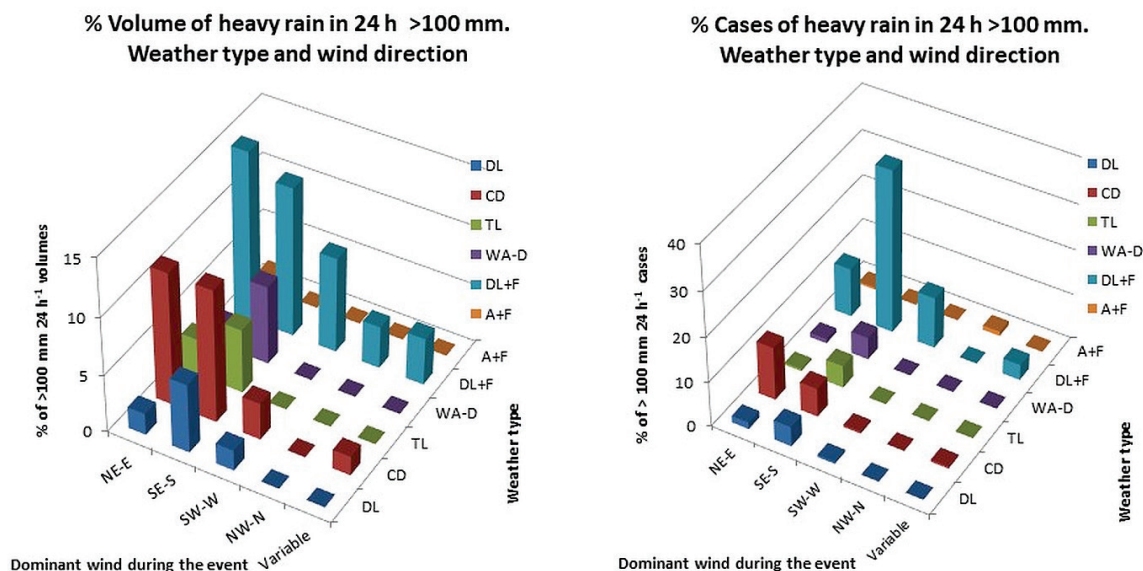 % Volume of heavy rain in 24 h >100 mm.
Weather type and wind direction
% of >100 mm 24 h-1 volumes
15
10
5
0
DL
CD
TL
WA-D
DL+F
A+F
NE-E
SE-S
SW-W
NW-N
Variable
DL
CD
TL
WA-D
DL+F
A+F
Weather type
Dominant wind during the event
% Cases of heavy rain in 24 h >100 mm.
Weather type and wind direction
% of > 100 mm 24 h-1 cases
40
30
20
10
0
DL
CD
TL
WA-D
DL+F
A+F
NE-E
SE-S
SW-W
NW-N
Variable
DL
CD
TL
WA-D
DL+F
A+F
Weather type
Dominant wind during the event